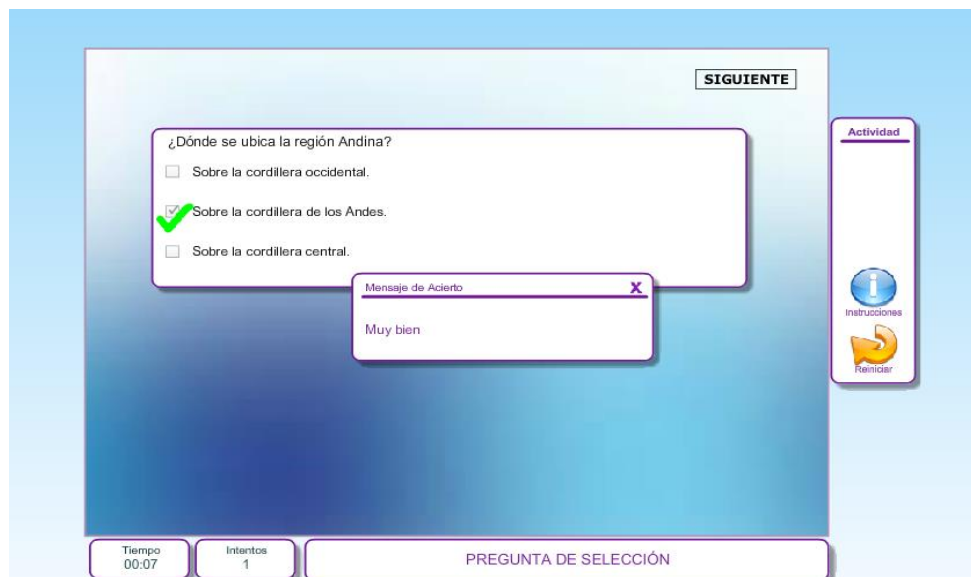 SIGUIENTE
¿Dónde se ubica la región Andina?
Sobre la cordillera occidental.
Sobre la cordillera de los Andes.
Sobre la cordillera central.
Mensaje de Acierto X
Muy bien
Actividad
Instrucciones
Reiniciar
Tiempo
00:07
Intentos
1
PREGUNTA DE SELECCIÓN